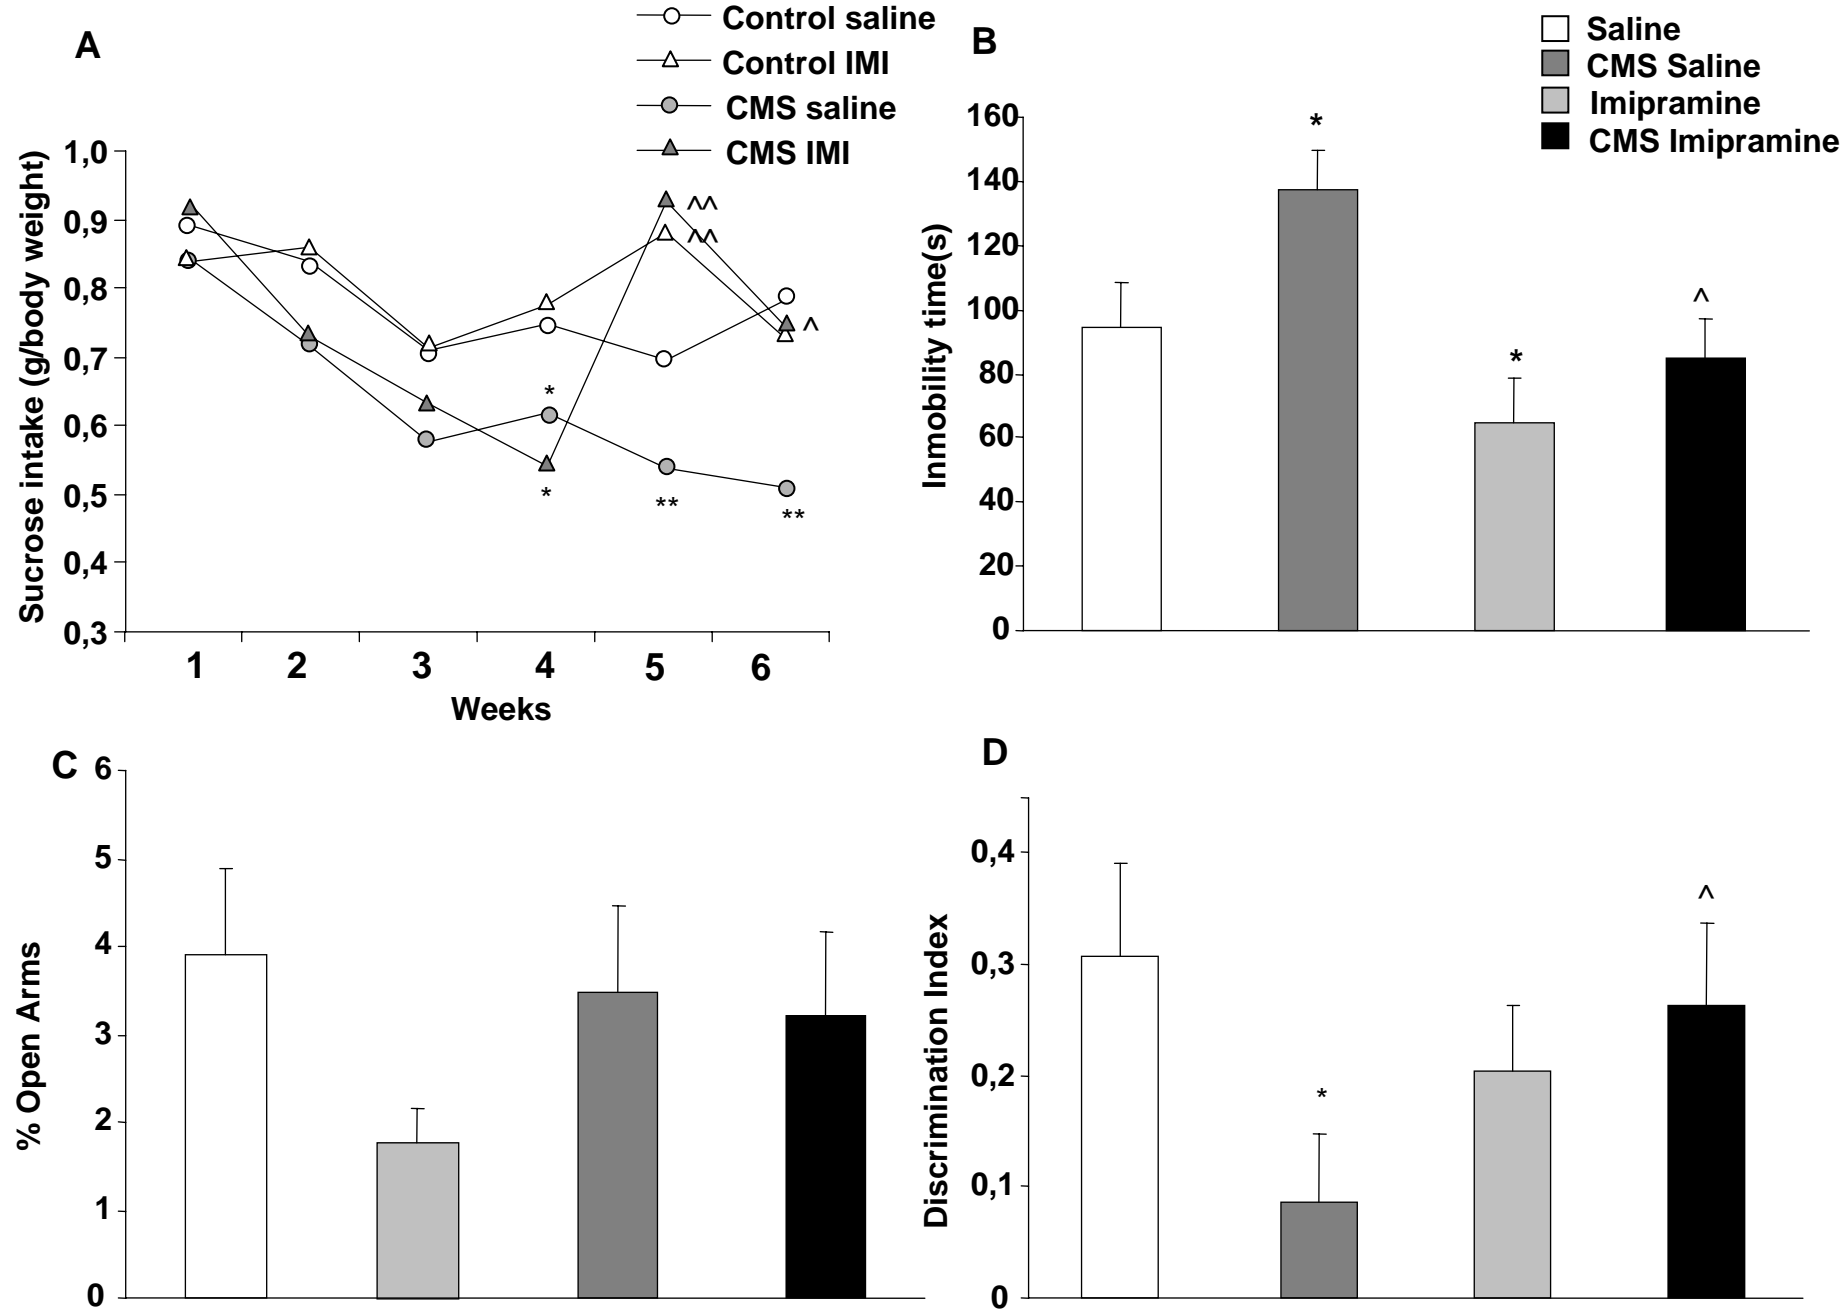 A
Control saline
Control IMI
CMS saline
CMS IMI
Sucrose intake (g/body weight)
1,0
0,9
0,8
0,7
0,6
0,5
0,4
0,3
^^
^^
^
*
*
**
**
1 2 3 4 5 6
Weeks
B
Saline
CMS Saline
Imipramine
CMS Imipramine
Inmobility time(s)
160
140
120
100
80
60
40
20
0
*
*
^
C
% Open Arms
6
5
4
3
2
1
0
D
Discrimination Index
0,4
0,3
0,2
0,1
0
*
^